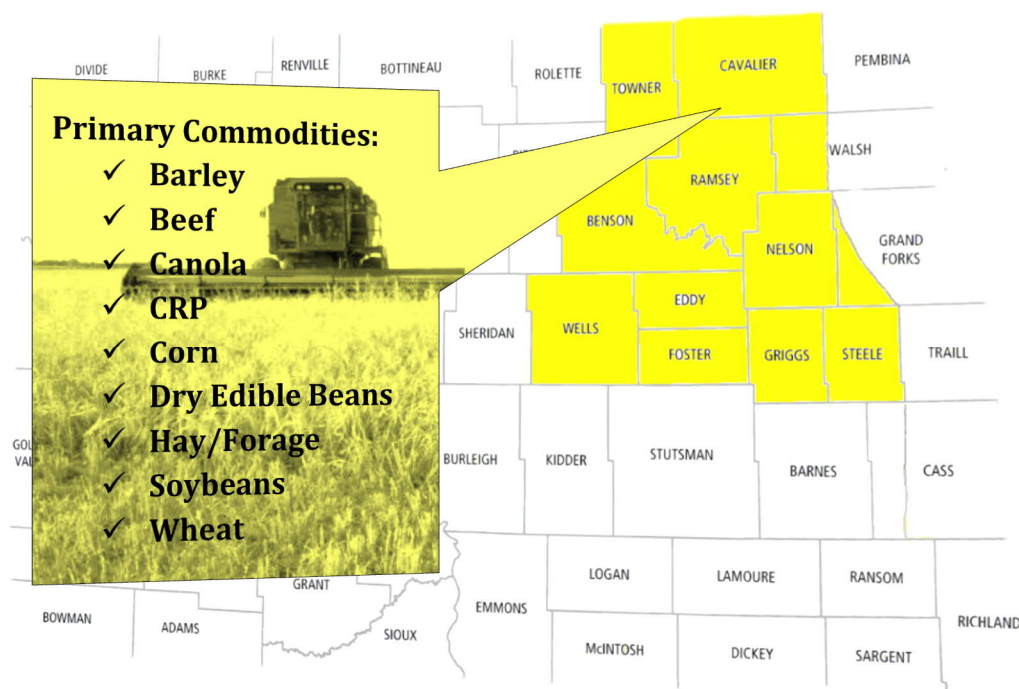 Primary Commodities:
✓ Barley
✓ Beef
✓ Canola
✓ CRP
✓ Corn
✓ Dry Edible Beans
✓ Hay/Forage
✓ Soybeans
✓ Wheat
DIVIDE
BURKE
RENVILLE
BOTTINEAU
ROLETTE
TOWNER
CAVALIER
PEMBINA
WALSH
RAMSEY
BENSON
NELSON
GRAND
FORKS
EDDY
SHERIDAN
WELLS
FOSTER
GRIGGS
STEELE
TRAILL
BURLEIGH
KIDDER
STUTSMAN
BARNES
CASS
LOGAN
LAMOURE
RANSOM
GRANT
BOWMAN
ADAMS
SIOUX
EMMONS
RICHLAND
McINTOSH
DICKEY
SARGENT